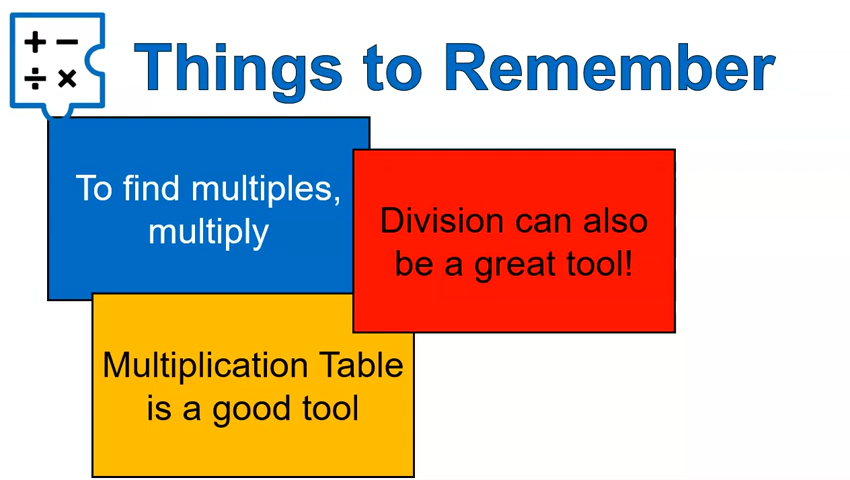 + −
÷ ×
Things to Remember
To find multiples,
multiply
Division can also
be a great tool!
Multiplication Table
is a good tool